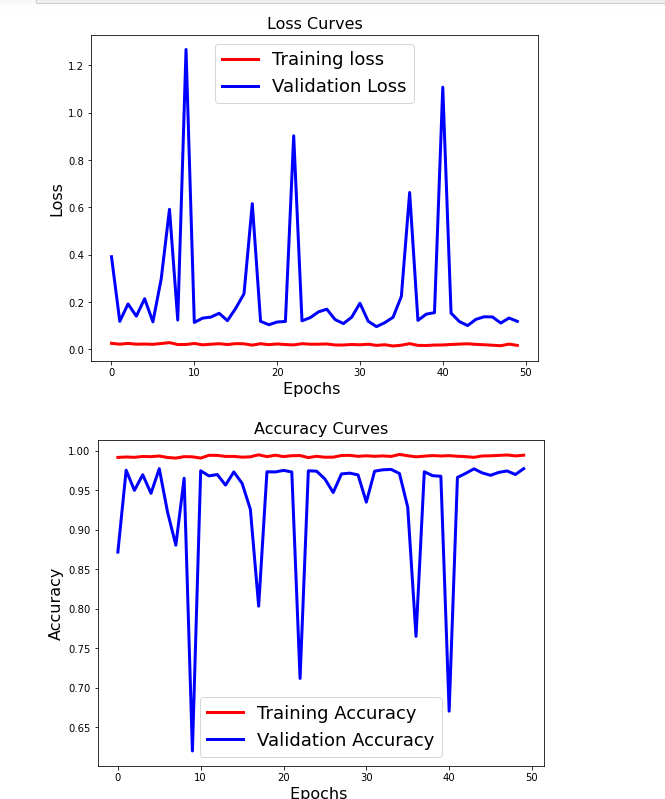 Loss Curves
Training loss
Validation Loss
1.2
1.0
0.8
0.6
0.4
0.2
0.0
Loss
0 10 20 30 40 50
Epochs
Accuracy Curves
1.00
0.95
0.90
0.85
0.80
0.75
0.70
0.65
Accuracy
Training Accuracy
Validation Accuracy
0 10 20 30 40 50
Epochs